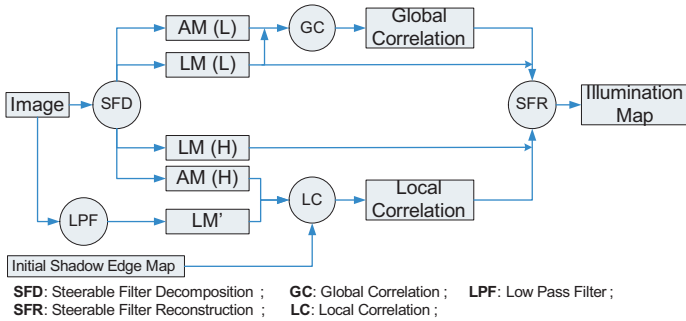 AM (L)
GC
Global
Correlation
LM (L)
Image
SFD
SFR
Illumination
Map
LM (H)
AM (H)
LC
Local
Correlation
LPF
LM'
Initial Shadow Edge Map
SFD: Steerable Filter Decomposition ; GC: Global Correlation ; LPF: Low Pass Filter ;
SFR: Steerable Filter Reconstruction ; LC: Local Correlation ;